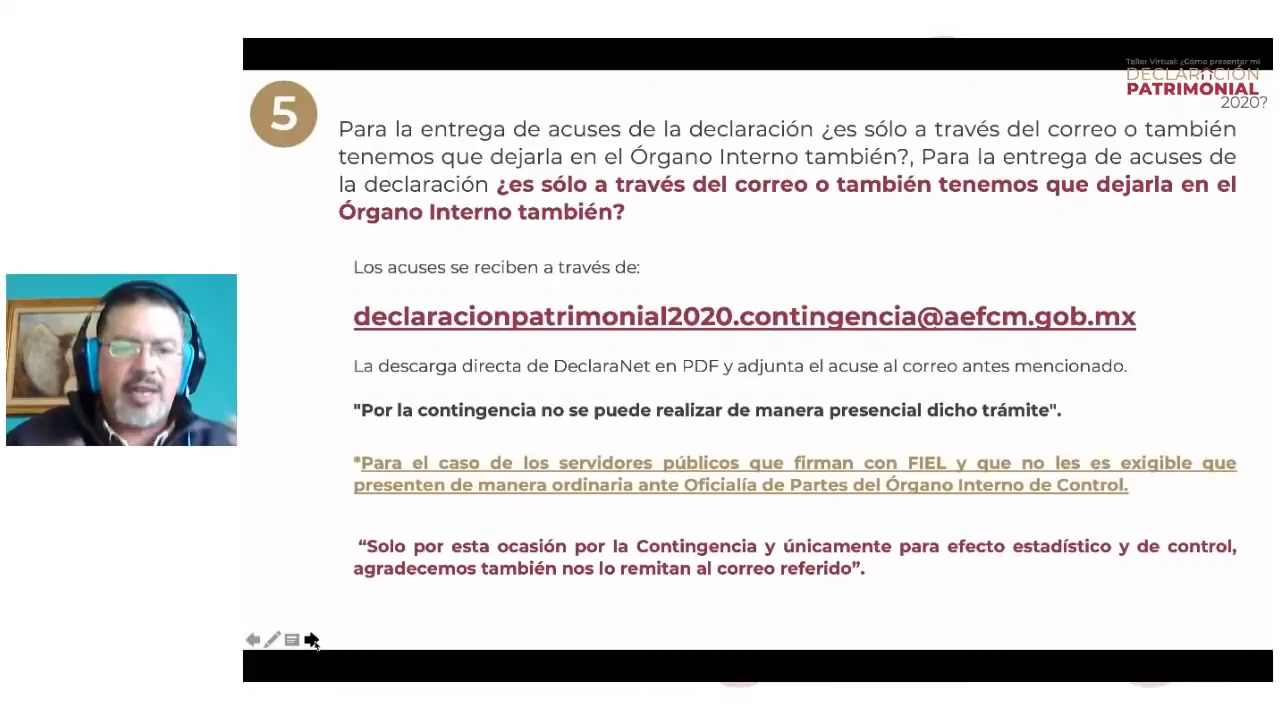 Taller Virtual: ¿Cómo presentar mi
DECLARACIÓN
PATRIMONIAL
2020?
5
Para la entrega de acuses de la declaración ¿es sólo a través del correo o también
tenemos que dejarla en el Órgano Interno también?, Para la entrega de acuses de
la declaración ¿es sólo a través del correo o también tenemos que dejarla en el
Órgano Interno también?
Los acuses se reciben a través de:
declaracionpatrimonial2020.contingencia@aefcm.gob.mx
La descarga directa de DeclaraNet en PDF y adjunta el acuse al correo antes mencionado.
"Por la contingencia no se puede realizar de manera presencial dicho trámite".
*Para el caso de los servidores públicos que firman con FIEL y que no les es exigible que
presenten de manera ordinaria ante Oficialía de Partes del Órgano Interno de Control.
“Solo por esta ocasión por la Contingencia y únicamente para efecto estadístico y de control,
agradecemos también nos lo remitan al correo referido”.